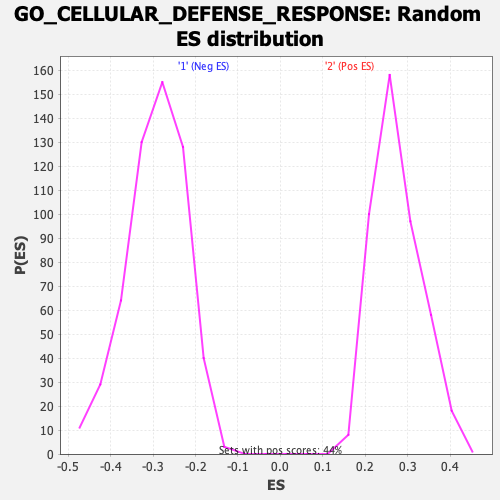 GO_CELLULAR_DEFENSE_RESPONSE: Random
ES distribution
'1' (Neg ES)
'2' (Pos ES)
160
150
140
130
120
110
100
90
80
70
60
50
40
30
20
10
0
P(ES)
Sets with pos scores: 44%
-0.5 -0.4 -0.3 -0.2 -0.1 0.0 0.1 0.2 0.3 0.4
ES